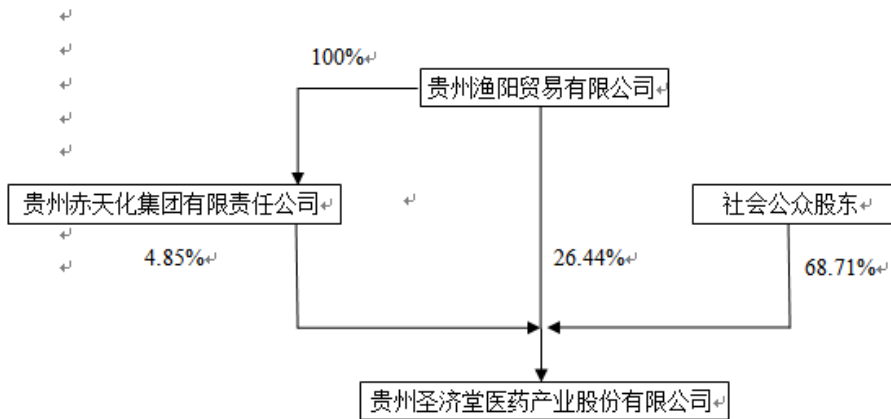 100%
贵州渔阳贸易有限公司
贵州赤天化集团有限责任公司
社会公众股东
4.85%
26.44%
68.71%
贵州圣济堂医药产业股份有限公司